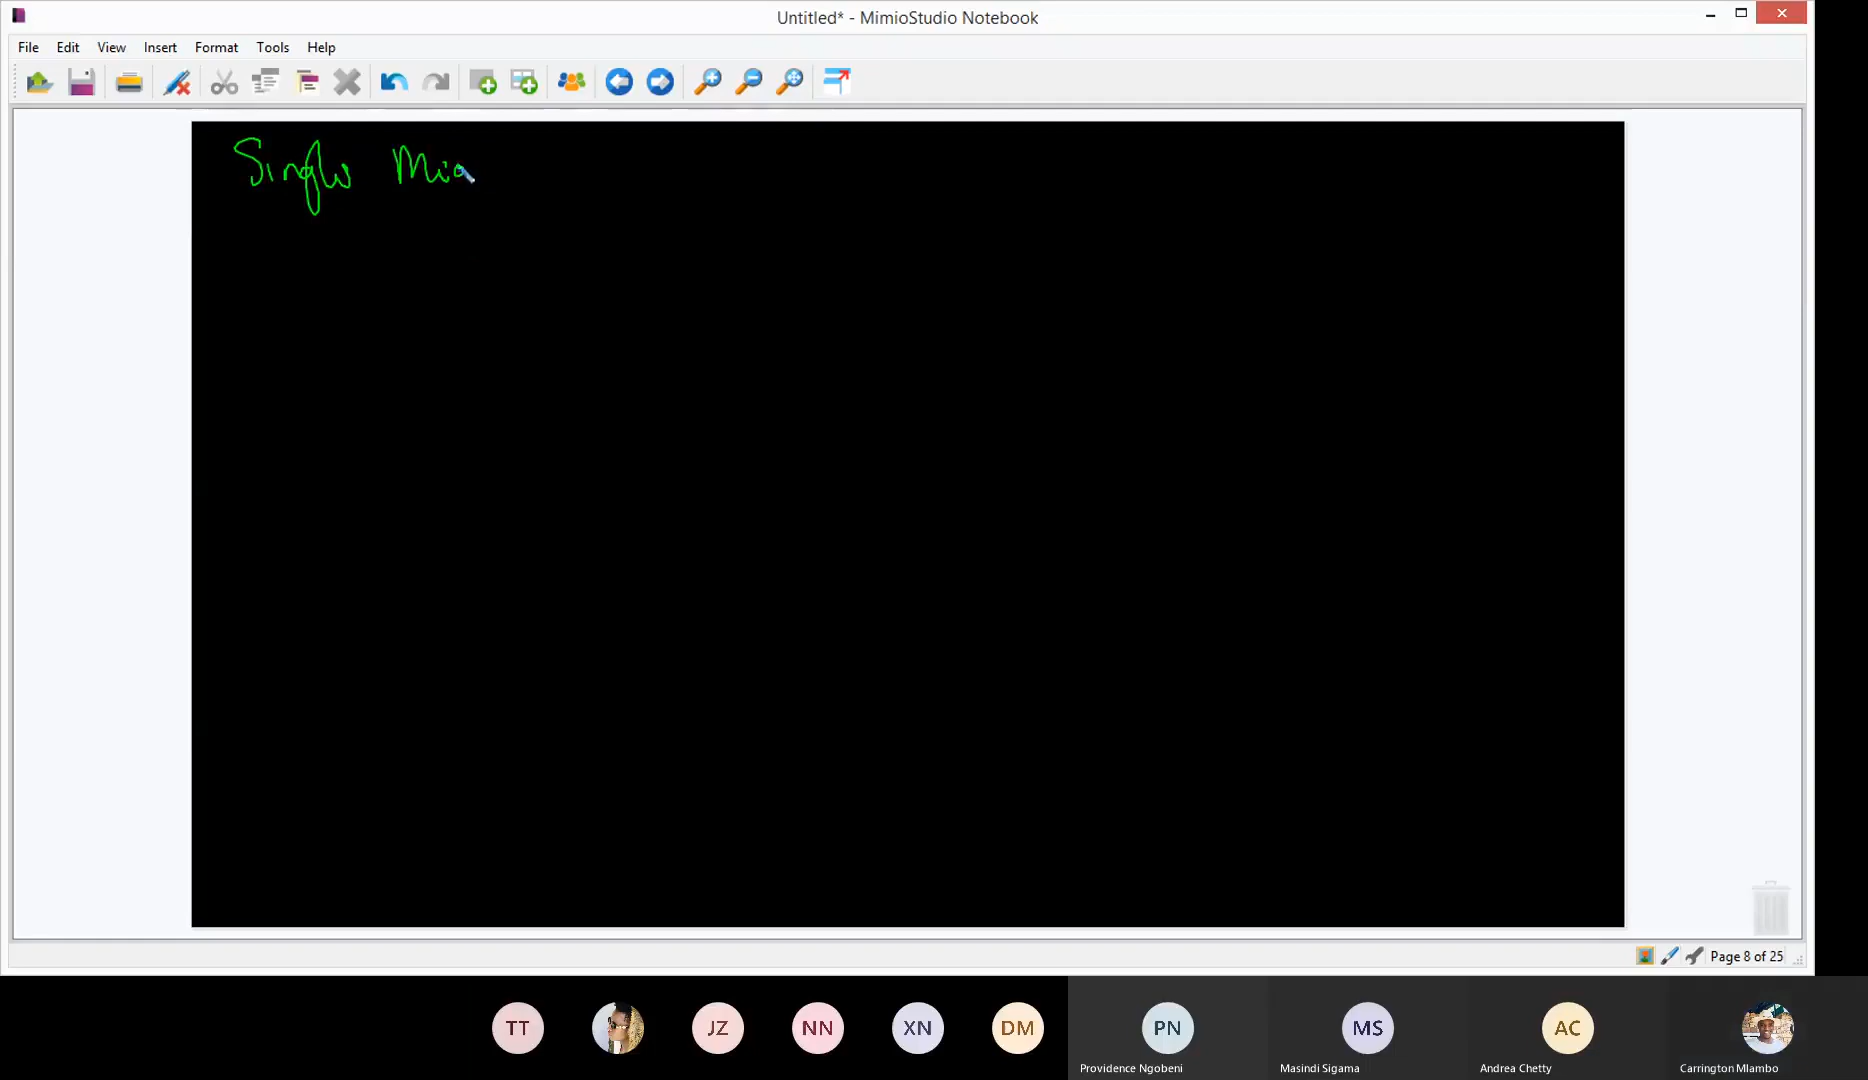 Untitled* - MimioStudio Notebook
File Edit View Insert Format Tools Help
Single
Page 8 of 25
TT JZ NN XN DM PN MS AC
Providence Ngobeni Masindi Sigama Andrea Chetty Carrington Mlambo